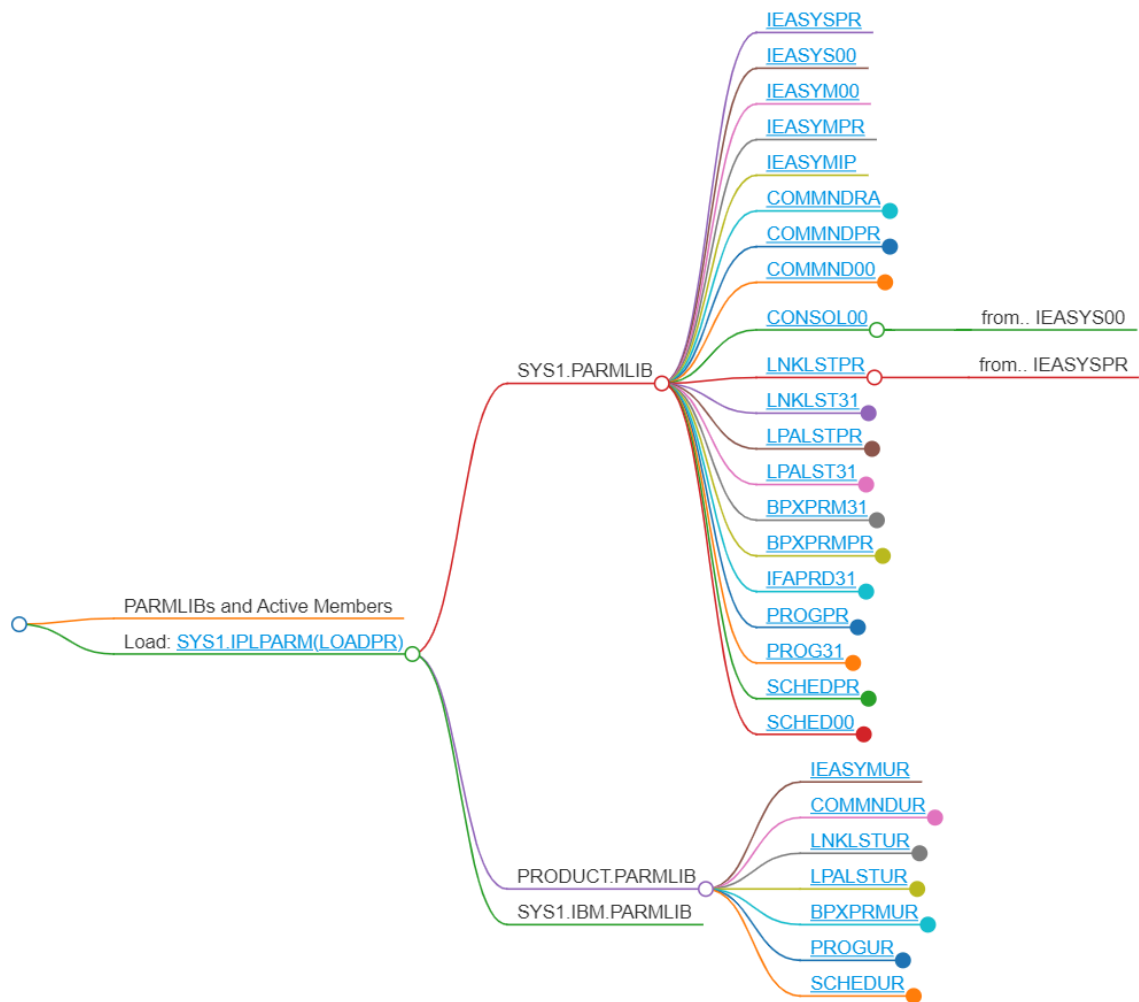 IEASYSPR
IEASYS00
IEASYM00
IEASYMPR
IEASYMIP
COMMNDRA
COMMNDPR
COMMND00
CONSOL00 from.. IEASYS00
SYS1.PARMLIB LNKLSTPR from.. IEASYSPR
LNKLST31
LPALSTPR
LPALST31
BPXPRM31
BPXPRMPR
IFAPRD31
PARMLIBs and Active Members PROGPR
Load: SYS1.IPLPARM(LOADPR) PROG31
SCHEDPR
SCHED00
IEASYMUR
COMMNDUR
LNKLSTUR
PRODUCT.PARMLIB LPALSTUR
SYS1.IBM.PARMLIB BPXPRMUR
PROGUR
SCHEDUR